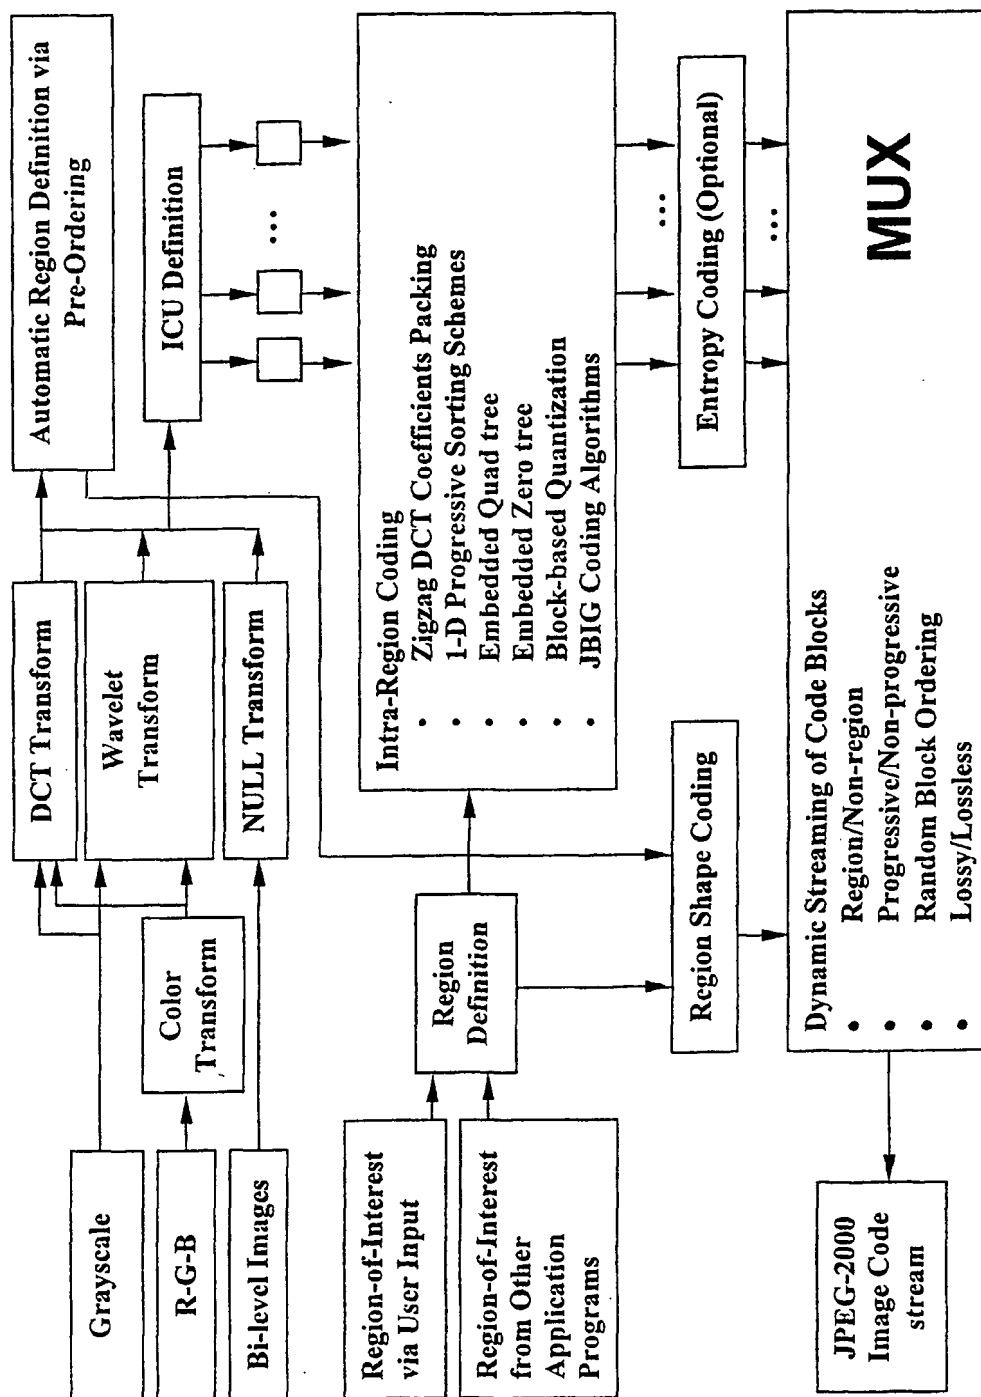 Grayscale
R-G-B
Bi-level Images
Color
Transform
DCT Transform
Wavelet
Transform
NULL Transform
Automatic Region Definition via
Pre-Ordering
ICU Definition
...
Region-of-Interest
via User Input
Region-of-Interest
from Other
Application
Programs
Region
Definition
Intra-Region Coding
• Zigzag DCT Coefficients Packing
• 1-D Progressive Sorting Schemes
• Embedded Quad tree
• Embedded Zero tree
• Block-based Quantization
• JBIG Coding Algorithms
...
Region Shape Coding
Entropy Coding (Optional)
...
Dynamic Streaming of Code Blocks
• Region/Non-region
• Progressive/Non-progressive
• Random Block Ordering
• Lossy/Lossless
MUX
JPEG-2000
Image Code
stream